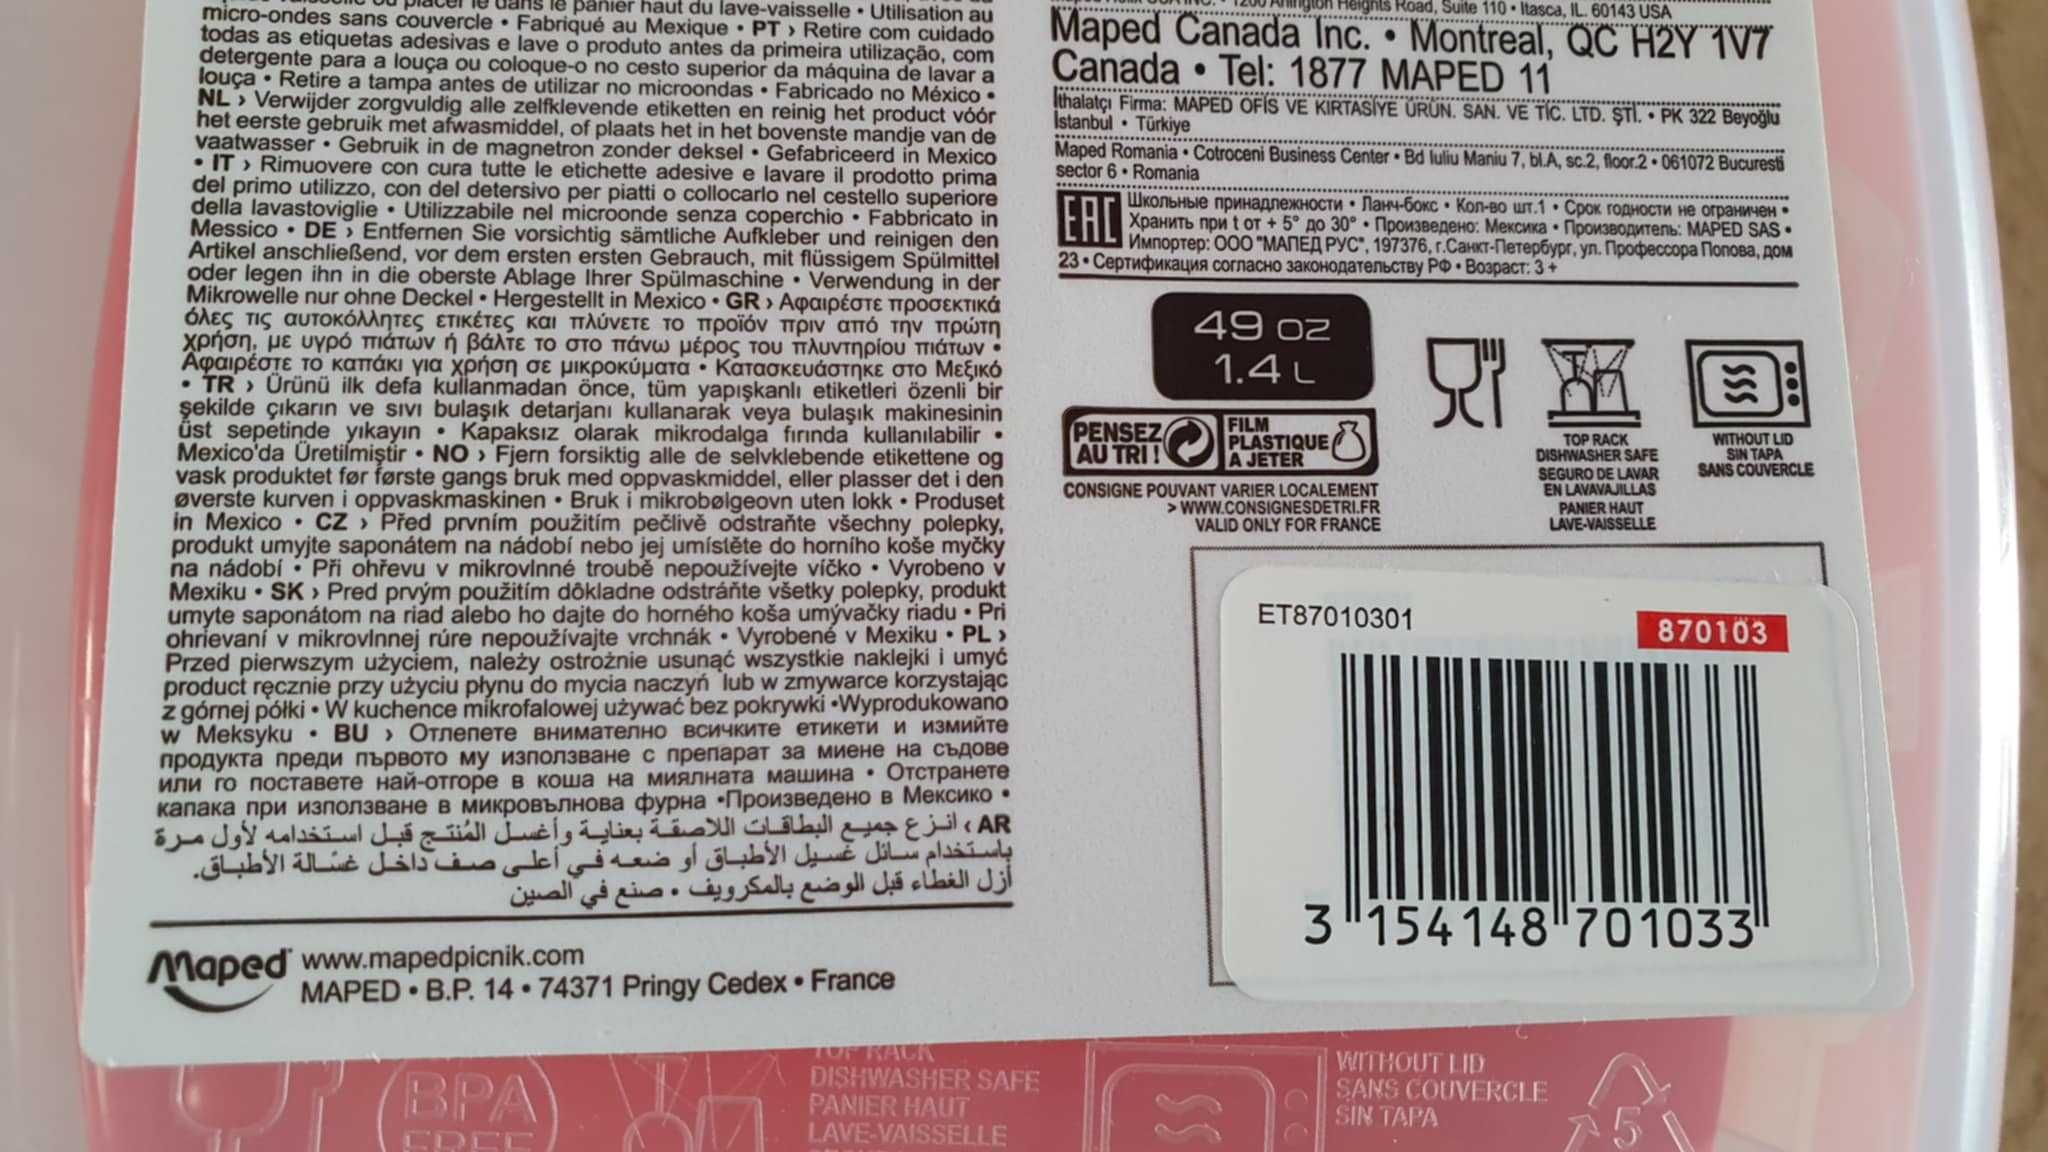 placer le dans le panier haut du lave-vaisselle • Utilisation au
micro-ondes sans couvercle • Fabriqué au Mexique • PT › Retire com cuidado
todas as etiquetas adesivas e lave o produto antes da primeira utilização, com
detergente para a louça ou coloque-o no cesto superior da máquina de lavar a
louça • Retire a tampa antes de utilizar no microondas • Fabricado no México •
NL › Verwijder zorgvuldig alle zelfklevende etiketten en reinig het product vóór
het eerste gebruik met afwasmiddel, of plaats het in het bovenste mandje van de
vaatwasser • Gebruik in de magnetron zonder deksel • Gefabriceerd in Mexico
• IT › Rimuovere con cura tutte le etichette adesive e lavare il prodotto prima
del primo utilizzo, con del detersivo per piatti o collocarlo nel cestello superiore
della lavastoviglie • Utilizzabile nel microonde senza coperchio • Fabbricato in
Messico • DE › Entfernen Sie vorsichtig sämtliche Aufkleber und reinigen den
Artikel anschließend, vor dem ersten ersten Gebrauch, mit flüssigem Spülmittel
oder legen ihn in die oberste Ablage Ihrer Spülmaschine • Verwendung in der
Mikrowelle nur ohne Deckel • Hergestellt in Mexico • GR › Αφαιρέστε προσεκτικά
όλες τις αυτοκόλλητες ετικέτες και πλύνετε το προϊόν πριν από την πρώτη
χρήση, με υγρό πιάτων ή βάλτε το στο πάνω μέρος του πλυντηρίου πιάτων •
Αφαιρέστε το καπάκι για χρήση σε μικροκύματα • Κατασκευάστηκε στο Μεξικό
• TR › Ürünü ilk defa kullanmadan önce, tüm yapışkanlı etiketleri özenli bir
şekilde çıkarın ve sıvı bulaşık detarjanı kullanarak veya bulaşık makinesinin
üst sepetinde yıkayın • Kapaksız olarak mikrodalga fırında kullanılabilir •
Mexico'da Üretilmiştir • NO › Fjern forsiktig alle de selvklebende etikettene og
vask produktet før første gangs bruk med oppvaskmiddel, eller plasser det i den
øverste kurven i oppvaskmaskinen • Bruk i mikrobølgeovn uten lokk • Produset
in Mexico • CZ › Před prvním použitím pečlivě odstraňte všechny polepky,
produkt umyjte saponátem na nádobí nebo jej umístěte do horního koše myčky
na nádobí • Při ohřevu v mikrovlnné troubě nepoužívejte víčko • Vyrobeno v
Mexiku • SK › Pred prvým použitím dôkladne odstráňte všetky polepky, produkt
umyte saponátom na riad alebo ho dajte do horného koša umývačky riadu • Pri
ohrievaní v mikrovlnnej rúre nepoužívajte vrchnák • Vyrobené v Mexiku • PL ›
Przed pierwszym użyciem, należy ostrożnie usunąć wszystkie naklejki i umyć
product ręcznie przy użyciu płynu do mycia naczyń lub w zmywarce korzystając
z górnej półki • W kuchence mikrofalowej używać bez pokrywki •Wyprodukowano
w Meksyku • BU › Отлепете внимателно всичките етикети и измийте
продукта преди първото му използване с препарат за миене на съдове
или го поставете най-отгоре в коша на миялната машина • Отстранете
капака при използване в микровълнова фурна •Произведено в Мексико •
AR › انزع جميع البطاقات اللاصقة بعناية وأغسل المُنتج قبل استخدامه لأول مرة
باستخدام سائل غسيل الأطباق أو ضعه في أعلى صف داخل غسّالة الأطباق.
أزل الغطاء قبل الوضع بالمكرويف • صنع في الصين
Maped www.mapedpicnik.com
MAPED • B.P. 14 • 74371 Pringy Cedex • France
Heights Road, Suite 110 • Itasca, IL. 60143 USA
Maped Canada Inc. • Montreal, QC H2Y 1V7
Canada • Tel: 1877 MAPED 11
İthalatçı Firma: MAPED OFİS VE KIRTASİYE ÜRÜN. SAN. VE TİC. LTD. ŞTİ. • PK 322 Beyoğlu
İstanbul • Türkiye
Maped Romania • Cotroceni Business Center • Bd Iuliu Maniu 7, bl.A, sc.2, floor.2 • 061072 Bucuresti
sector 6 • Romania
EAC Школьные принадлежности • Ланч-бокс • Кол-во шт.1 • Срок годности не ограничен •
Хранить при t от + 5° до 30° • Произведено: Мексика • Производитель: MAPED SAS •
Импортер: ООО "МАПЕД РУС", 197376, г.Санкт-Петербург, ул. Профессора Попова, дом
23 • Сертификация согласно законодательству РФ • Возраст: 3 +
49 oz
1.4 L
PENSEZ
AU TRI !
FILM
PLASTIQUE
A JETER
CONSIGNE POUVANT VARIER LOCALEMENT
> WWW.CONSIGNESDETRI.FR
VALID ONLY FOR FRANCE
TOP RACK
DISHWASHER SAFE
SEGURO DE LAVAR
EN LAVAVAJILLAS
PANIER HAUT
LAVE-VAISSELLE
WITHOUT LID
SIN TAPA
SANS COUVERCLE
ET87010301
870103
3 154148 701033
BPA
FREE
TOP RACK
DISHWASHER SAFE
PANIER HAUT
LAVE-VAISSELLE
WITHOUT LID
SANS COUVERCLE
SIN TAPA
5